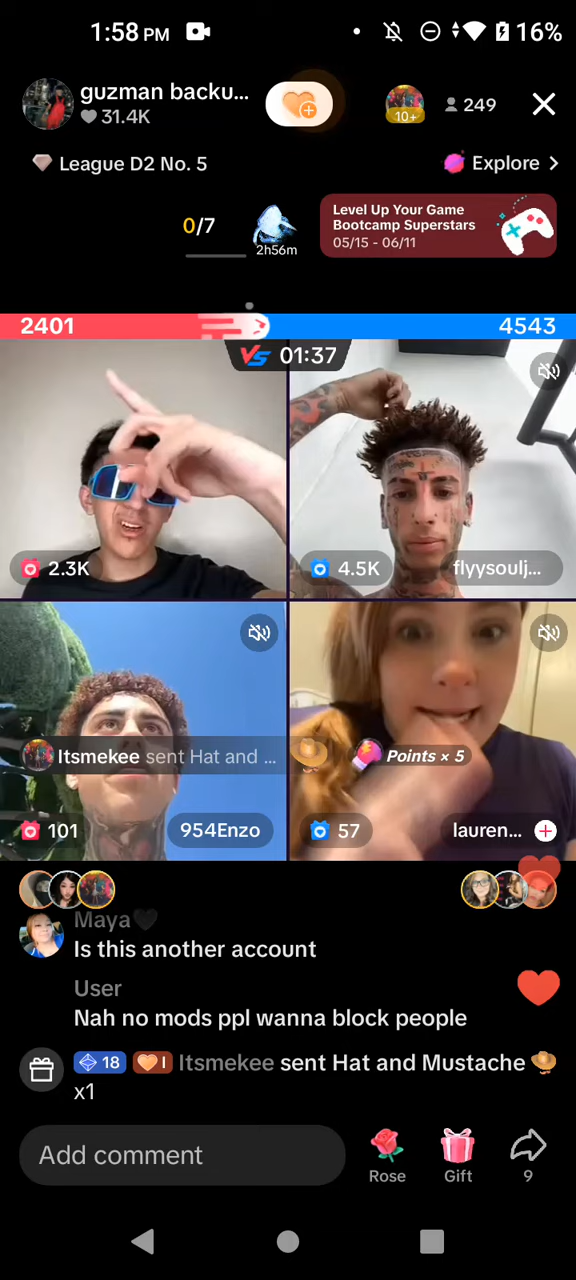 1:58 PM
16%
guzman backu...
31.4K
10+
249
League D2 No. 5
Explore >
0/7
2h56m
Level Up Your Game
Bootcamp Superstars
05/15 - 06/11
2401
4543
VS 01:37
2.3K
4.5K
flyysoulj...
Itsmekee sent Hat and ...
Points × 5
101
954Enzo
57
lauren...
Maya🖤
Is this another account
User
Nah no mods ppl wanna block people
18 I Itsmekee sent Hat and Mustache
x1
Add comment
Rose
Gift
9